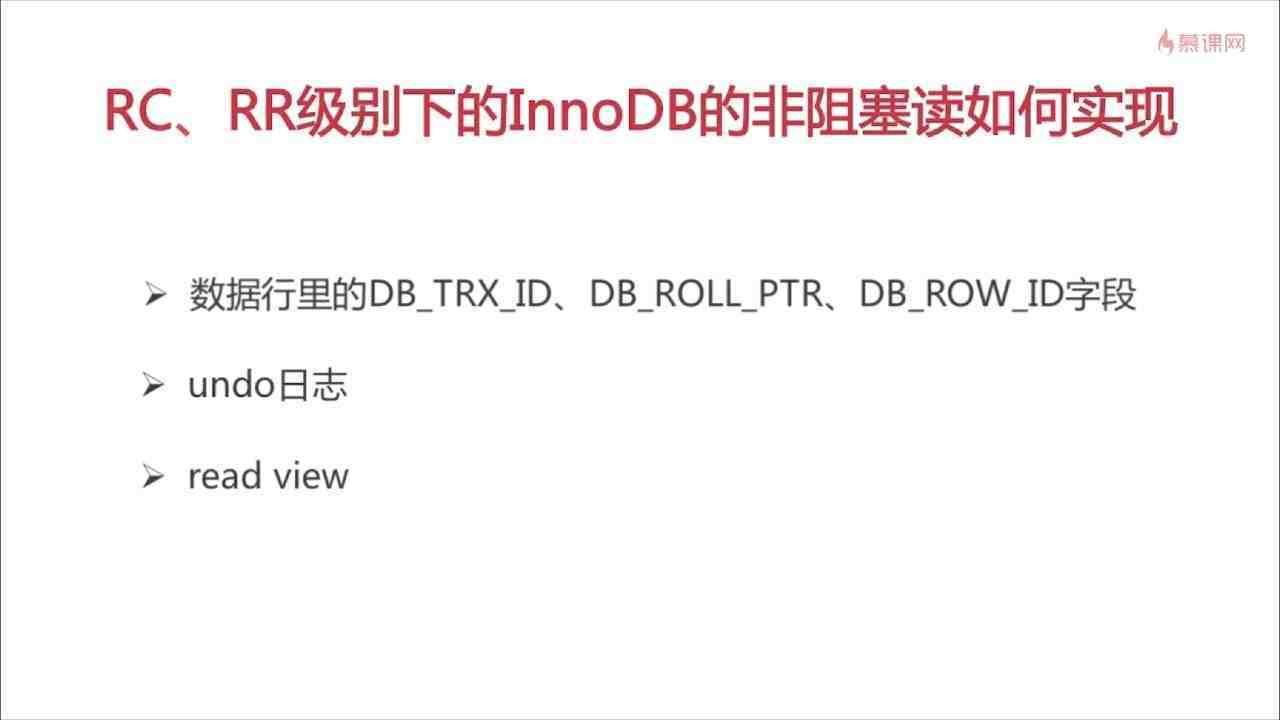 慕课网
RC、RR级别下的InnoDB的非阻塞读如何实现
数据行里的DB_TRX_ID、DB_ROLL_PTR、DB_ROW_ID字段
undo日志
read view